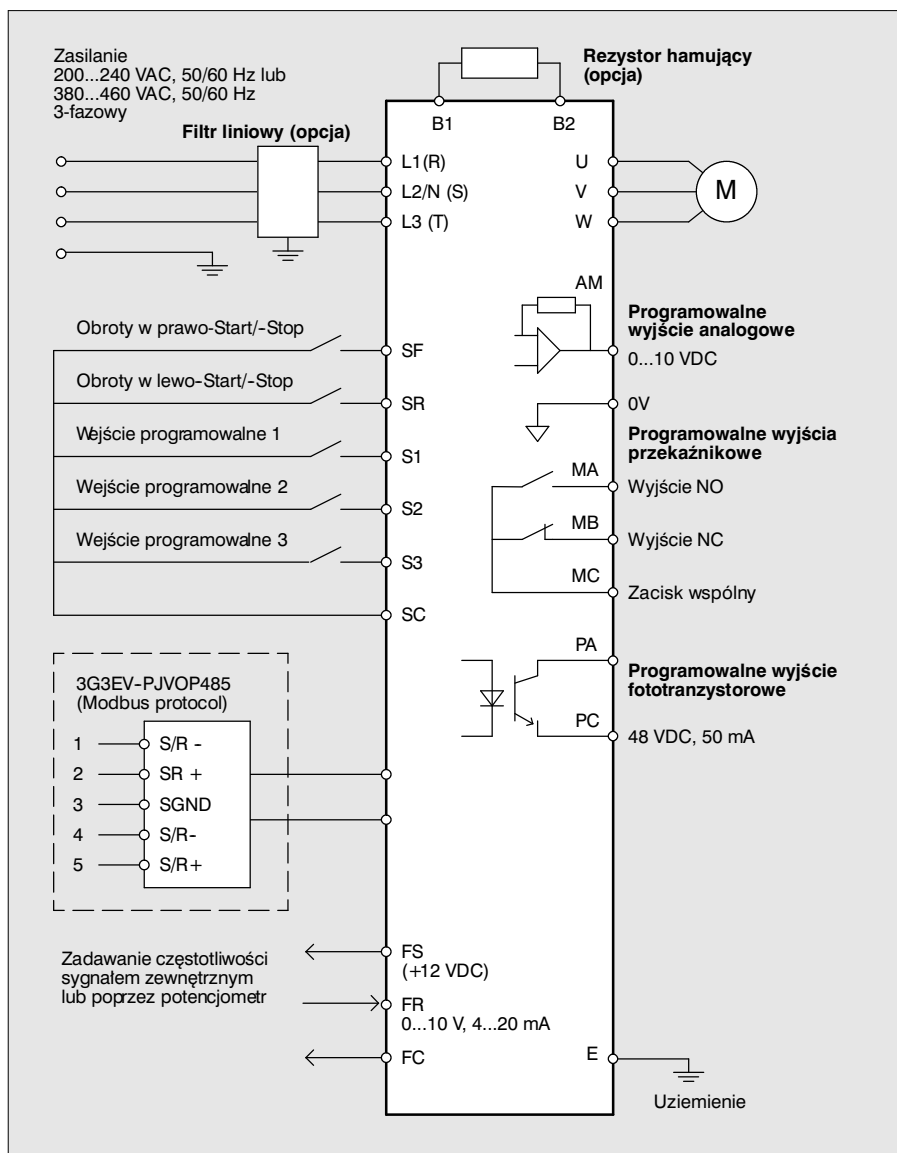 Zasilanie
200...240 VAC, 50/60 Hz lub
380...460 VAC, 50/60 Hz
3-fazowy
Filtr liniowy (opcja)
Rezystor hamujący
(opcja)
B1
B2
L1(R)
L2/N (S)
L3 (T)
U
V
W
M
Obroty w prawo-Start/-Stop
SF
Obroty w lewo-Start/-Stop
SR
Wejście programowalne 1
S1
Wejście programowalne 2
S2
Wejście programowalne 3
S3
SC
AM
Programowalne
wyjście analogowe
0...10 VDC
0V
Programowalne wyjścia
przekaźnikowe
MA
Wyjście NO
MB
Wyjście NC
MC
Zacisk wspólny
PA
Programowalne wyjście
fototranzystorowe
PC
48 VDC, 50 mA
3G3EV-PJVOP485
(Modbus protocol)
1 S/R -
2 SR +
3 SGND
4 S/R-
5 S/R+
Zadawanie częstotliwości
sygnałem zewnętrznym
lub poprzez potencjometr
FS
(+12 VDC)
FR
0...10 V, 4...20 mA
FC
E
Uziemienie